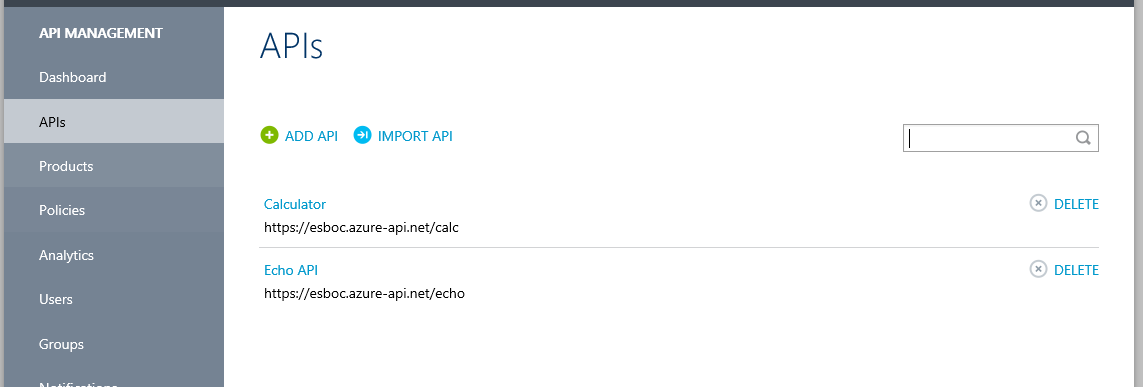 API MANAGEMENT
Dashboard
APIs
Products
Policies
Analytics
Users
Groups
Notifications
APIs
ADD API
IMPORT API
Calculator
DELETE
https://esboc.azure-api.net/calc
Echo API
DELETE
https://esboc.azure-api.net/echo